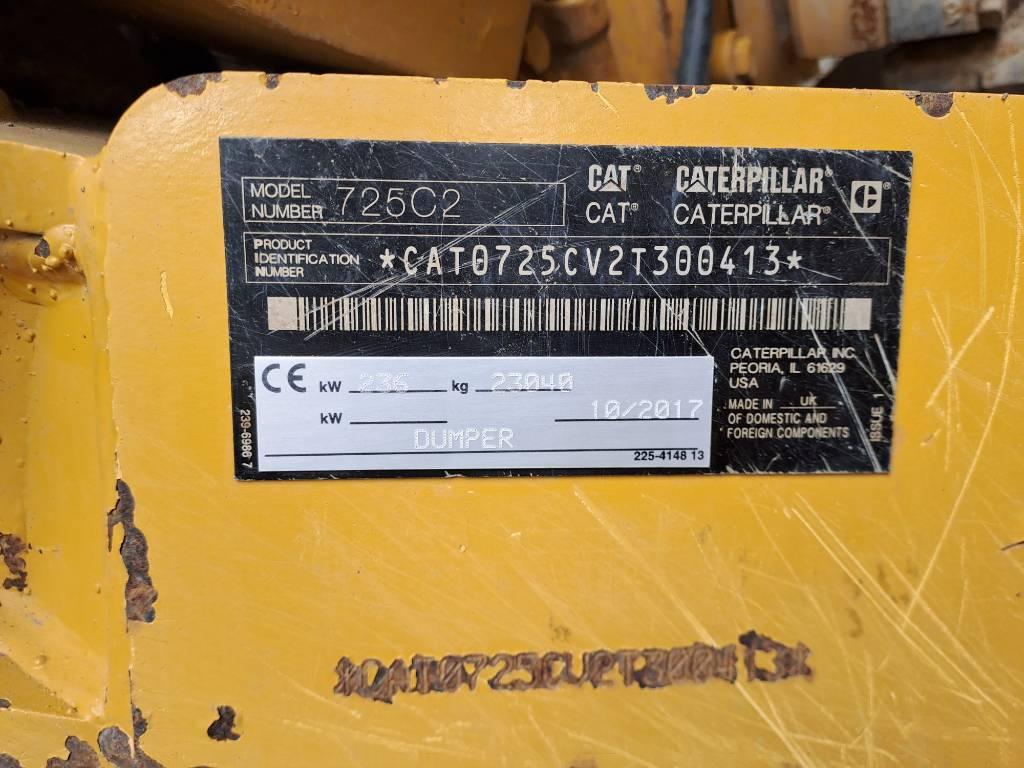 MODEL NUMBER 725C2
CAT® CATERPILLAR®
CAT® CATERPILLAR®
PRODUCT IDENTIFICATION NUMBER *CAT0725CV2T300413*
CE kW 236 kg 23040
kW 10/2017
DUMPER
225-4148 13
239-6986 7
CATERPILLAR INC.
PEORIA, IL 61629
USA
MADE IN UK
OF DOMESTIC AND
FOREIGN COMPONENTS
ISSUE 1
*CAT0725CV2T300413*